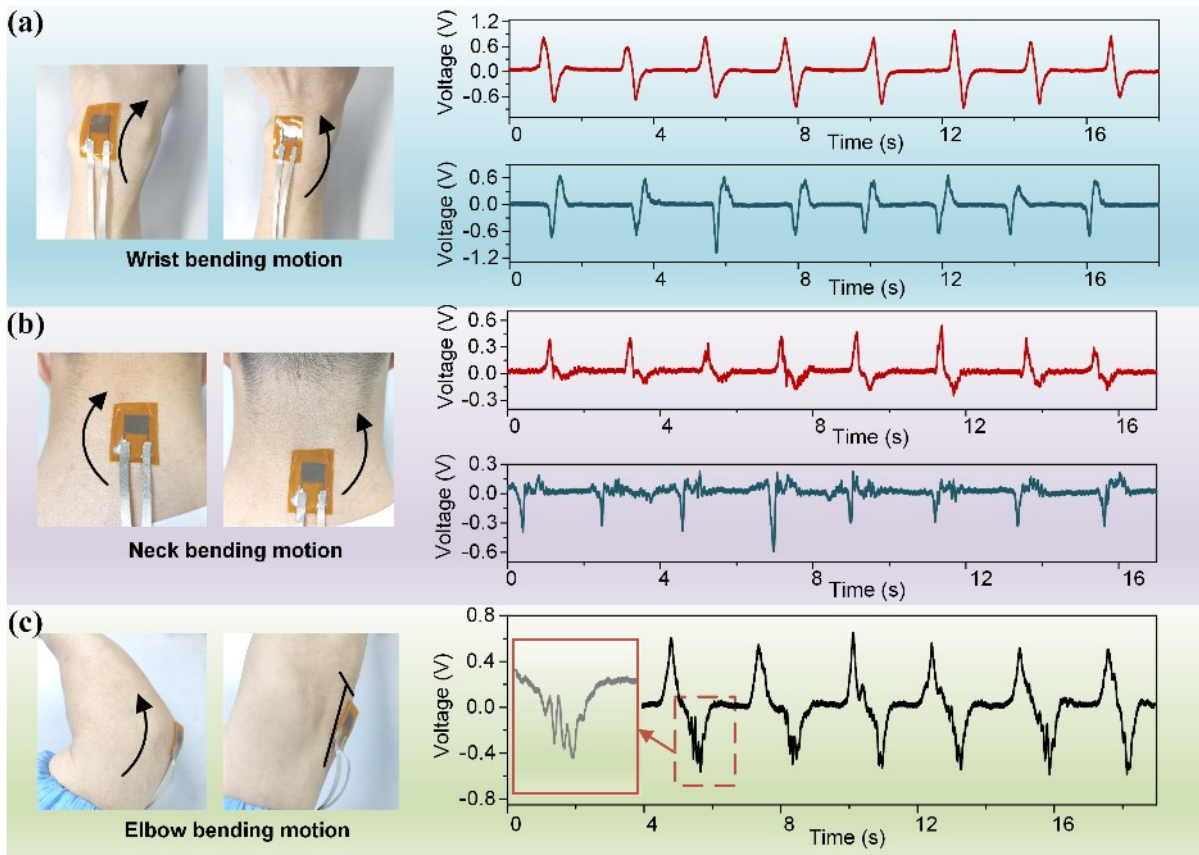 (a)
Wrist bending motion
Voltage (V)
1.2
0.6
0.0
-0.6
0
4
8
12
16
Time (s)
Voltage (V)
0.6
0.0
-0.6
-1.2
0
4
8
12
16
Time (s)
(b)
Neck bending motion
Voltage (V)
0.6
0.3
0.0
-0.3
0
4
8
12
16
Time (s)
Voltage (V)
0.3
0.0
-0.3
-0.6
0
4
8
12
16
Time (s)
(c)
Elbow bending motion
Voltage (V)
0.8
0.4
0.0
-0.4
-0.8
0
4
8
12
16
Time (s)